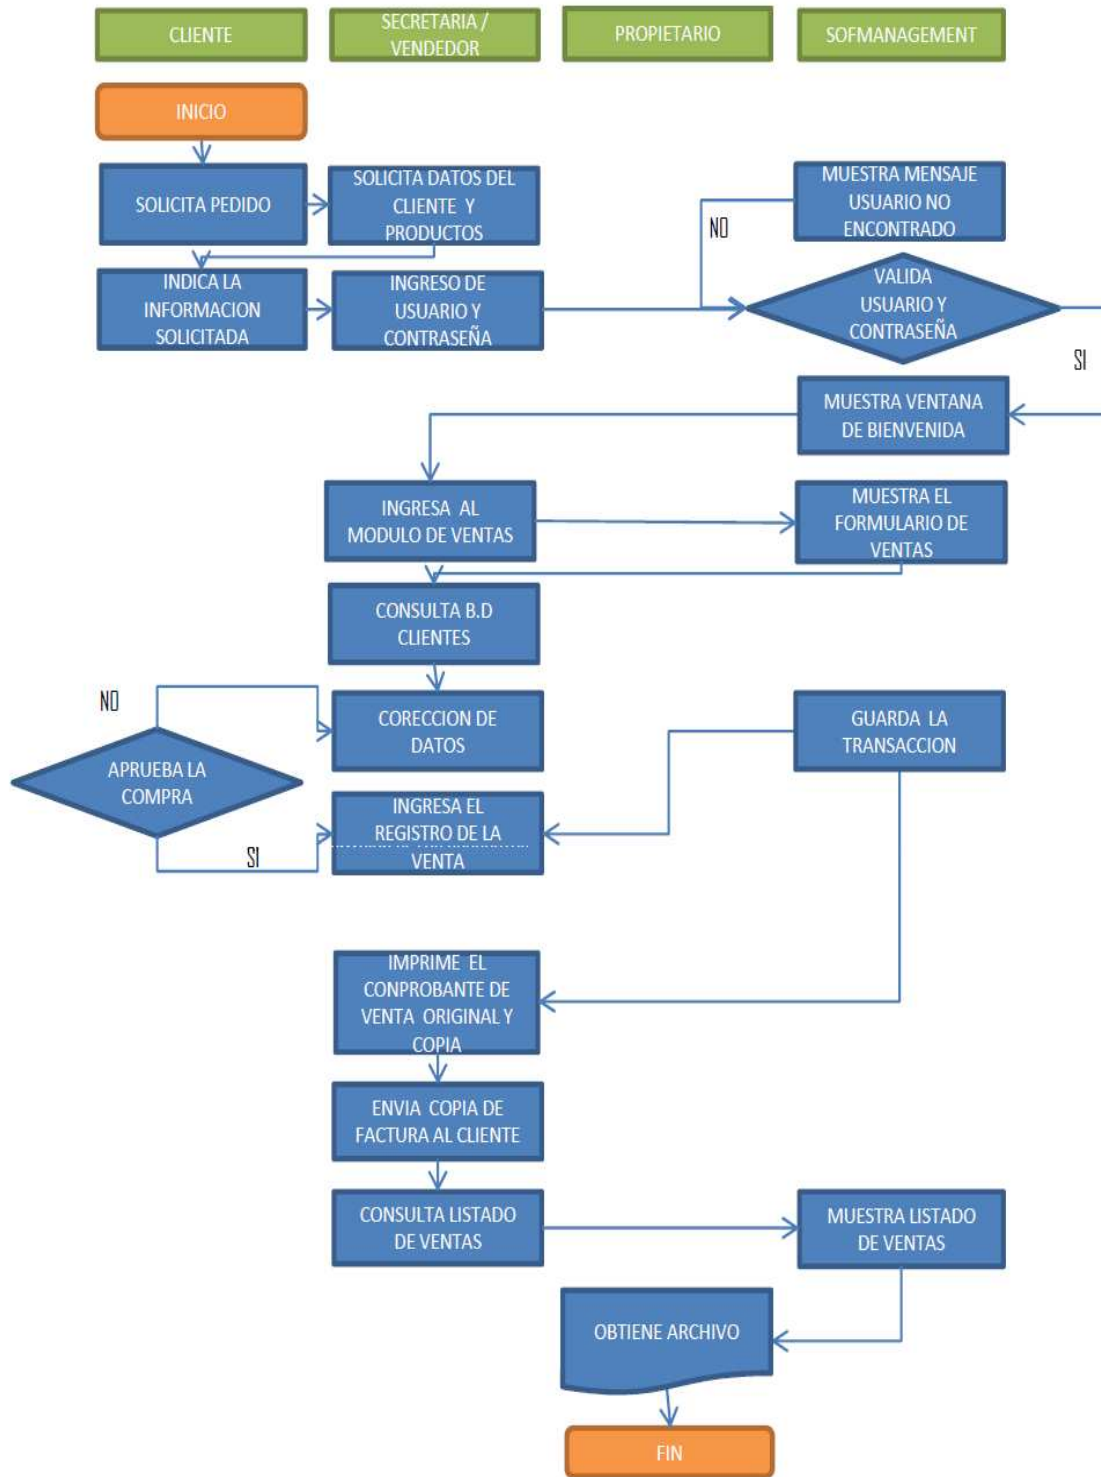 CLIENTE
SECRETARIA /
VENDEDOR
PROPIETARIO
SOFMANAGEMENT
INICIO
SOLICITA PEDIDO
SOLICITA DATOS DEL
CLIENTE Y
PRODUCTOS
MUESTRA MENSAJE
USUARIO NO
ENCONTRADO
NO
INDICA LA
INFORMACION
SOLICITADA
INGRESO DE
USUARIO Y
CONTRASEÑA
VALIDA
USUARIO Y
CONTRASEÑA
SI
MUESTRA VENTANA
DE BIENVENIDA
INGRESA AL
MODULO DE VENTAS
MUESTRA EL
FORMULARIO DE
VENTAS
CONSULTA B.D
CLIENTES
NO
CORECCION DE
DATOS
GUARDA LA
TRANSACCION
APRUEBA LA
COMPRA
INGRESA EL
REGISTRO DE LA
VENTA
SI
IMPRIME EL
CONPROBANTE DE
VENTA ORIGINAL Y
COPIA
ENVIA COPIA DE
FACTURA AL CLIENTE
CONSULTA LISTADO
DE VENTAS
MUESTRA LISTADO
DE VENTAS
OBTIENE ARCHIVO
FIN